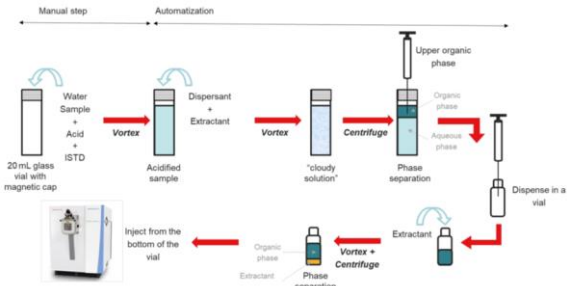 Manual step
Automatization
Water
Sample
+
Acid
+
ISTD
Vortex
20 mL glass
vial with
magnetic cap
Dispersant
+
Extractant
Acidified
sample
Vortex
"cloudy
solution"
Centrifuge
Upper organic
phase
Organic
phase
Aqueous
phase
Phase
separation
Dispense in a
vial
Extractant
Vortex +
Centrifuge
Organic
phase
Extractant
Phase
separation
Inject from the
bottom of the
vial